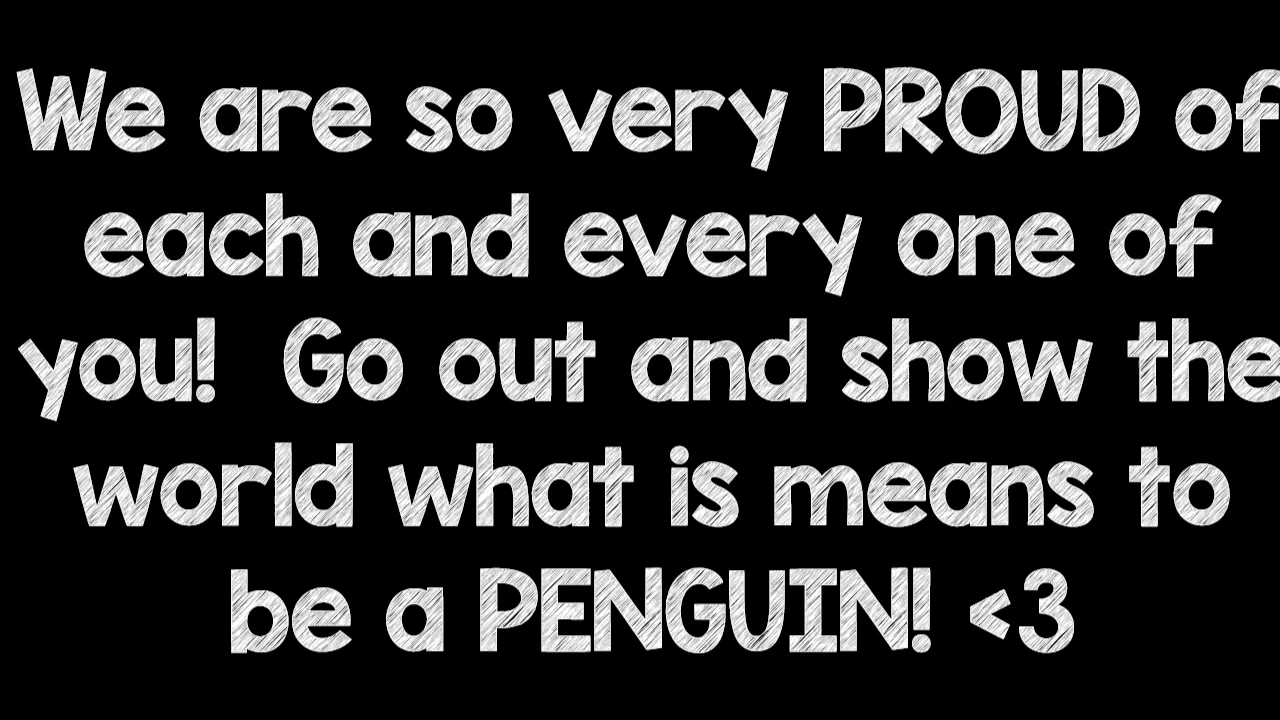 We are so very PROUD of
each and every one of
you!  Go out and show the
world what is means to
be a PENGUIN! <3